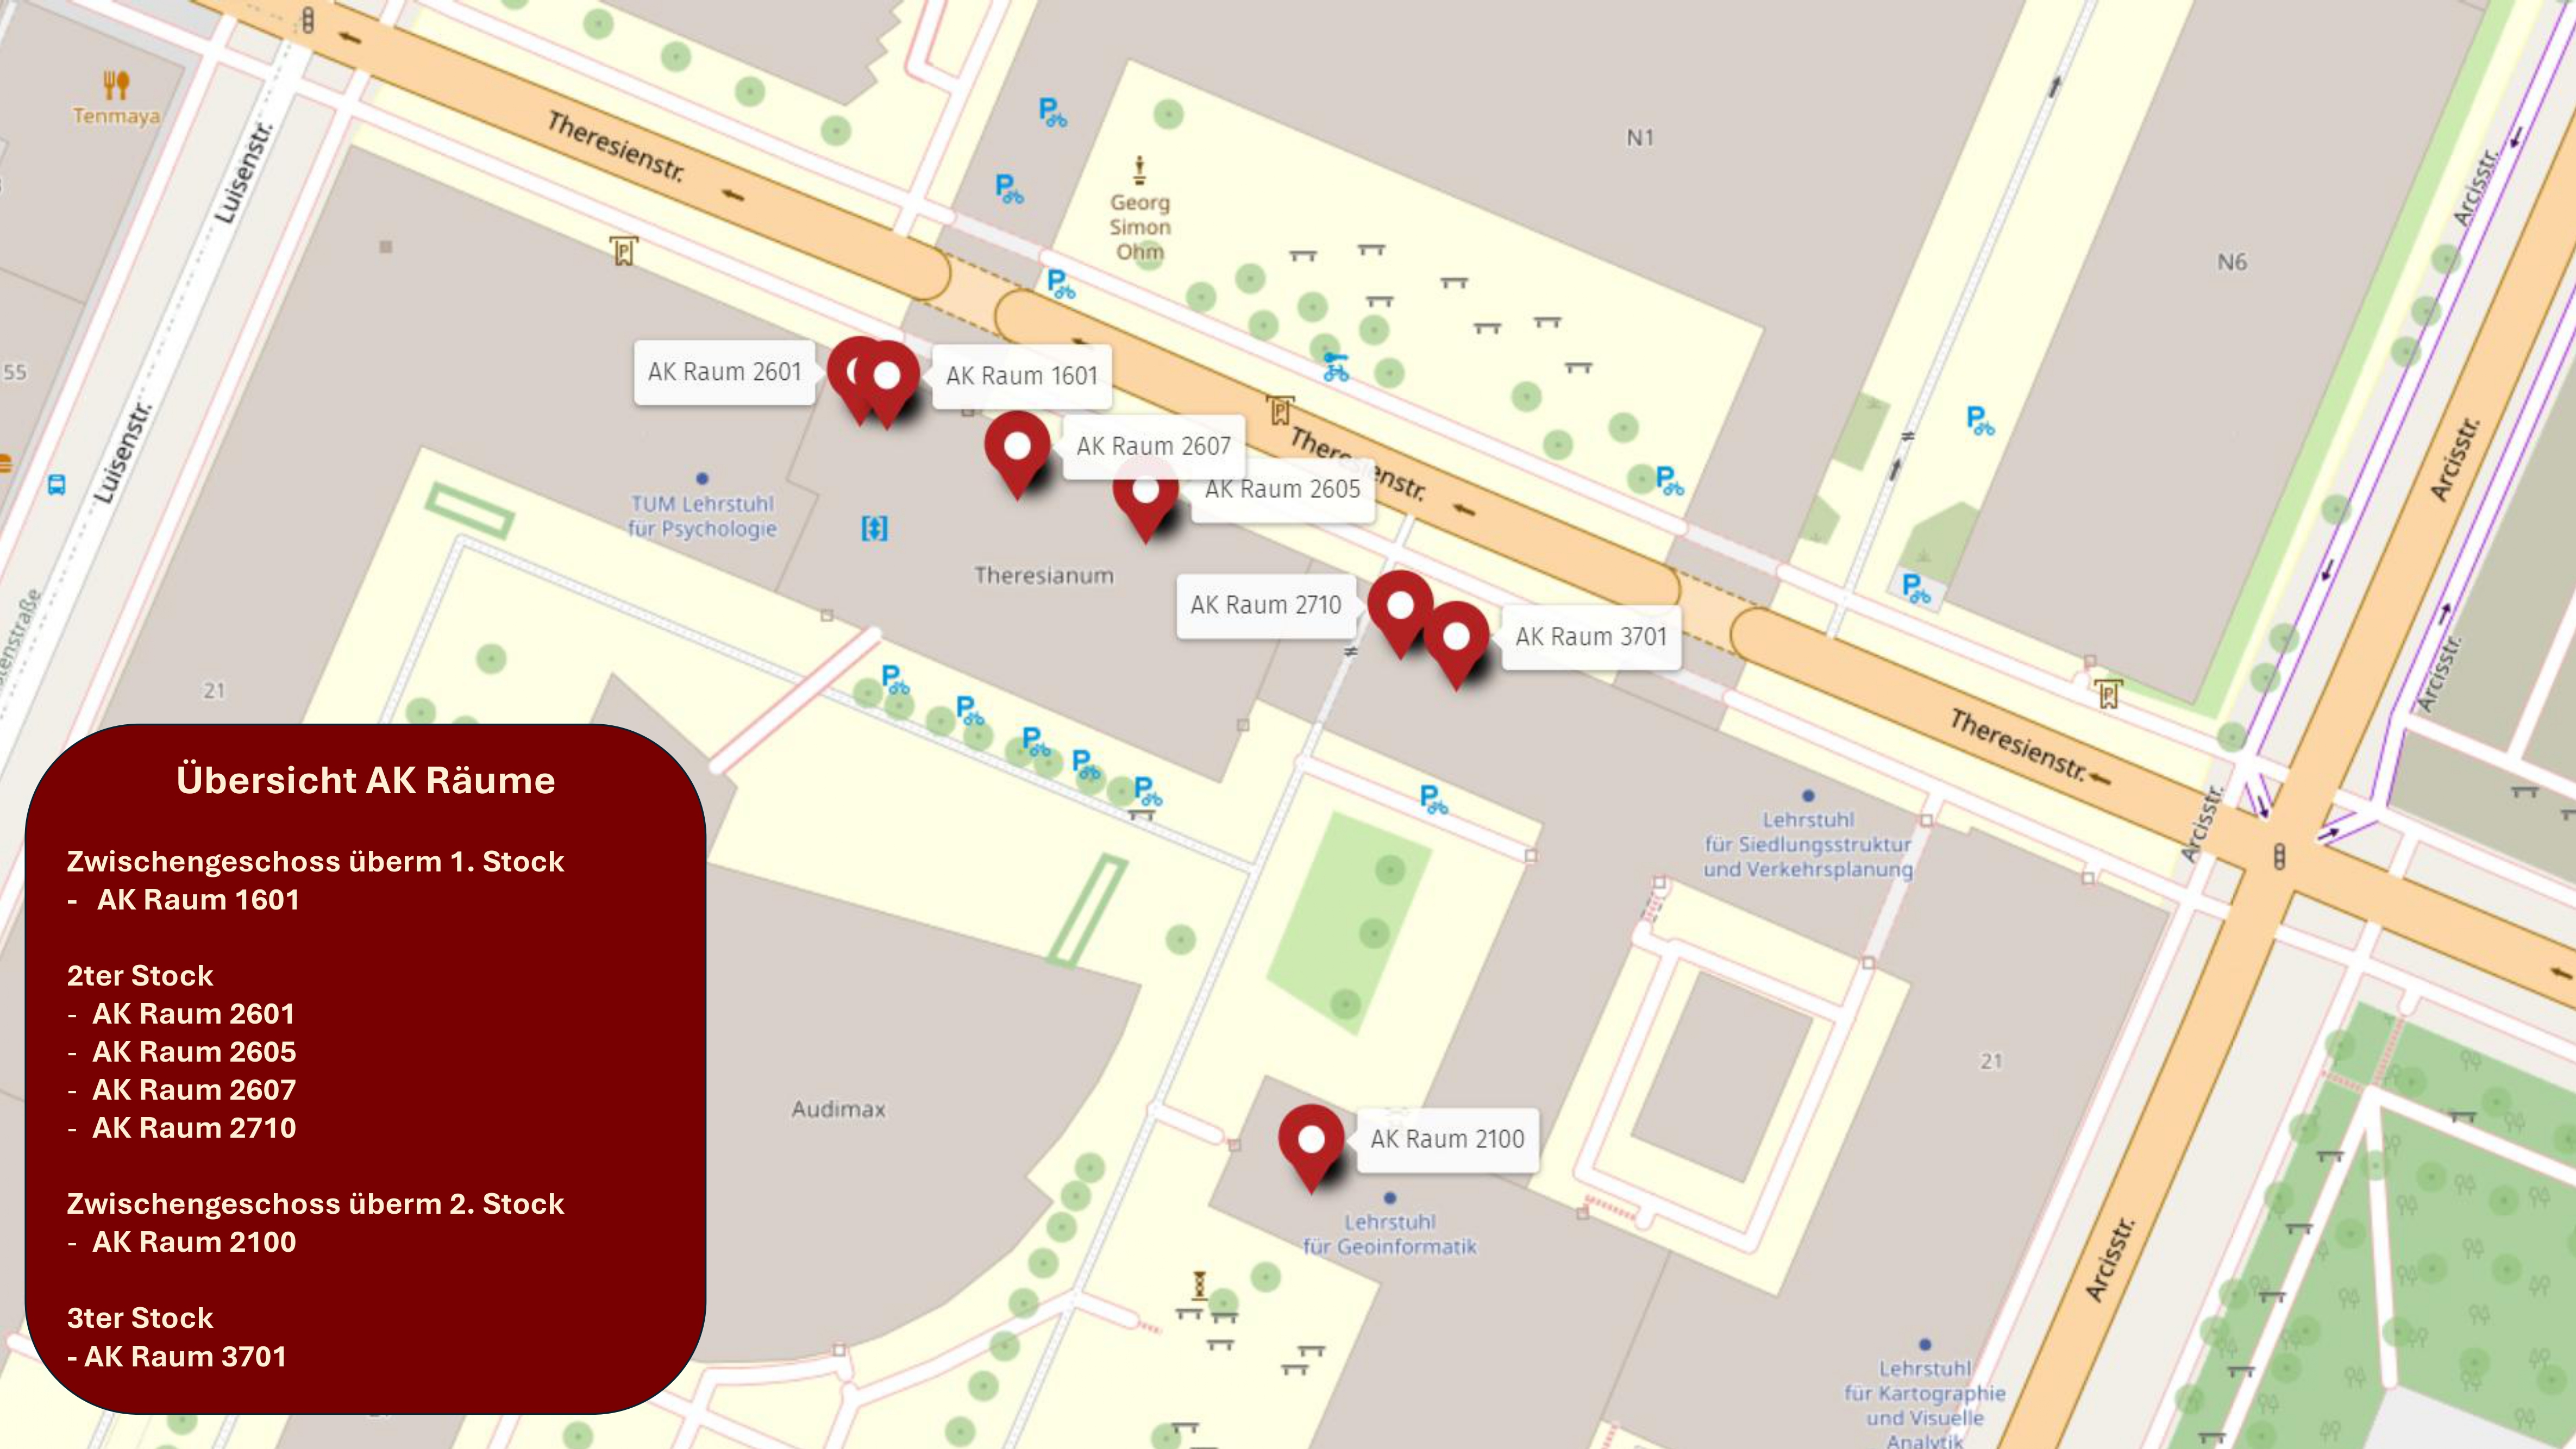 Tenmaya
Luisenstr.
Theresienstr.
Georg
Simon
Ohm
N1
N6
Arcisstr.
55
AK Raum 2601
AK Raum 1601
AK Raum 2607
AK Raum 2605
Theresienstr.
Luisenstr.
Arcisstr.
TUM Lehrstuhl
für Psychologie
Theresianum
AK Raum 2710
AK Raum 3701
21
Arcisstr.
Theresienstr.
Arcisstr.
Lehrstuhl
für Siedlungsstruktur
und Verkehrsplanung
Übersicht AK Räume
Zwischengeschoss überm 1. Stock
- AK Raum 1601
2ter Stock
- AK Raum 2601
- AK Raum 2605
- AK Raum 2607
- AK Raum 2710
Zwischengeschoss überm 2. Stock
- AK Raum 2100
3ter Stock
- AK Raum 3701
21
Audimax
AK Raum 2100
Lehrstuhl
für Geoinformatik
Arcisstr.
Lehrstuhl
für Kartographie
und Visuelle
Analytik